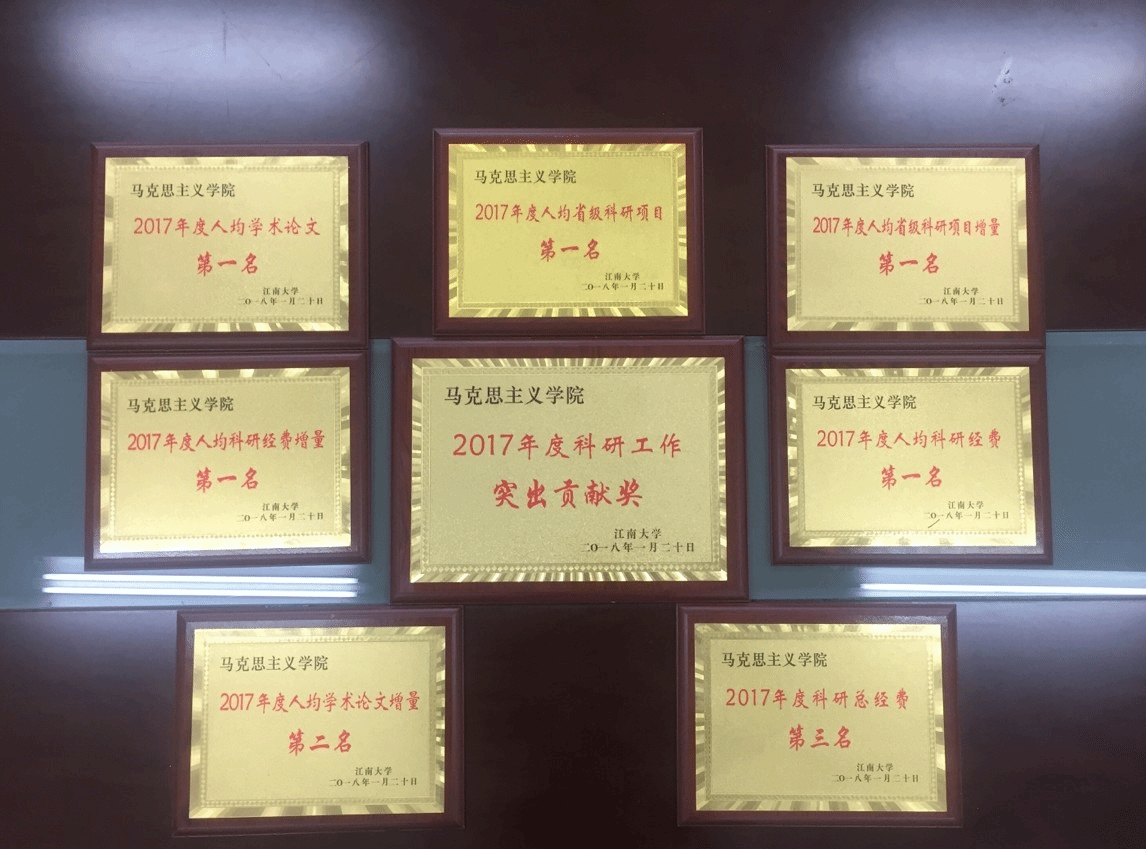 马克思主义学院
2017年度人均学术论文
第一名
江南大学
二〇一八年一月二十日
马克思主义学院
2017年度人均省级科研项目
第一名
江南大学
二〇一八年一月二十日
马克思主义学院
2017年度人均省级科研项目增量
第一名
江南大学
二〇一八年一月二十日
马克思主义学院
2017年度人均科研经费增量
第一名
江南大学
二〇一八年一月二十日
马克思主义学院
2017年度科研工作
突出贡献奖
江南大学
二〇一八年一月二十日
马克思主义学院
2017年度人均科研经费
第一名
江南大学
二〇一八年一月二十日
马克思主义学院
2017年度人均学术论文增量
第二名
江南大学
二〇一八年一月二十日
马克思主义学院
2017年度科研总经费
第三名
江南大学
二〇一八年一月二十日